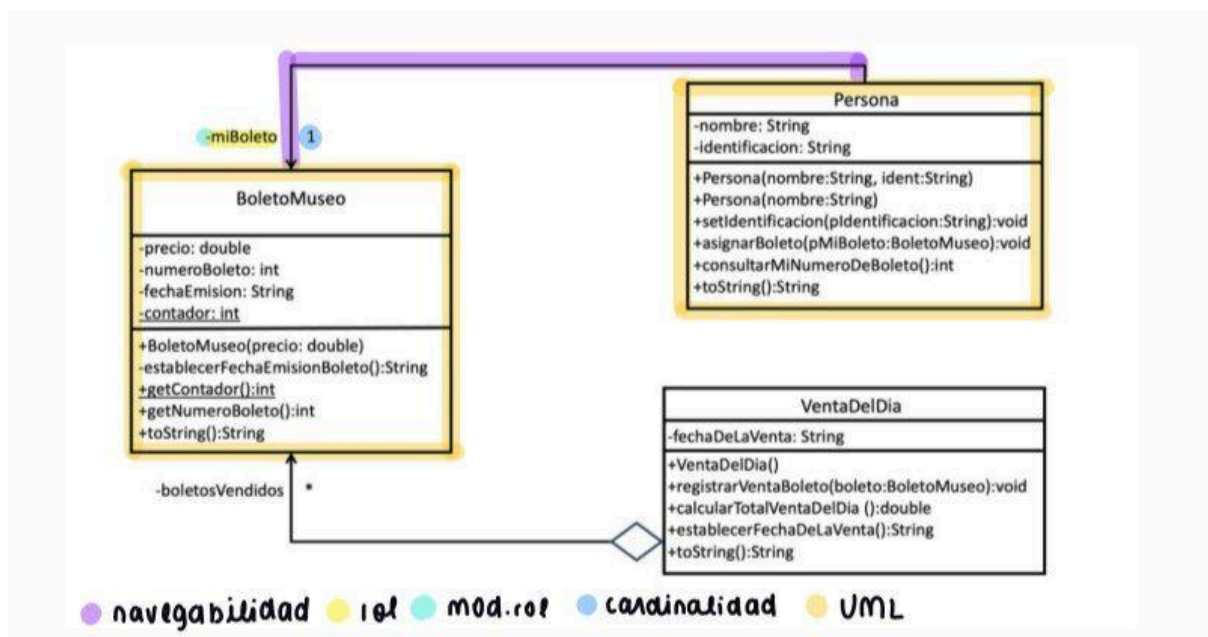 Persona
-nombre: String
-identificacion: String
+Persona(nombre:String, ident:String)
+Persona(nombre:String)
+setIdentificacion(pIdentificacion:String):void
+asignarBoleto(pMiBoleto:BoletoMuseo):void
+consultarMiNumeroDeBoleto():int
+toString():String
-miBoleto 1
BoletoMuseo
-precio: double
-numeroBoleto: int
-fechaEmision: String
-contador: int
+BoletoMuseo(precio: double)
-establecerFechaEmisionBoleto():String
+getContador():int
+getNumeroBoleto():int
+toString():String
-boletosVendidos *
VentaDelDia
-fechaDeLaVenta: String
+VentaDelDia()
+registrarVentaBoleto(boleto:BoletoMuseo):void
+calcularTotalVentaDelDia ():double
+establecerFechaDeLaVenta():String
+toString():String
navegabilidad rol mod.rol cardinalidad UML